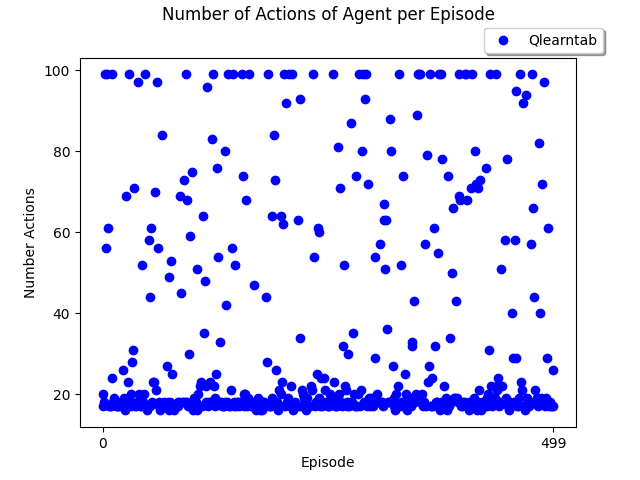 Number of Actions of Agent per Episode
Qlearntab
100
80
60
40
20
Number Actions
0
499
Episode